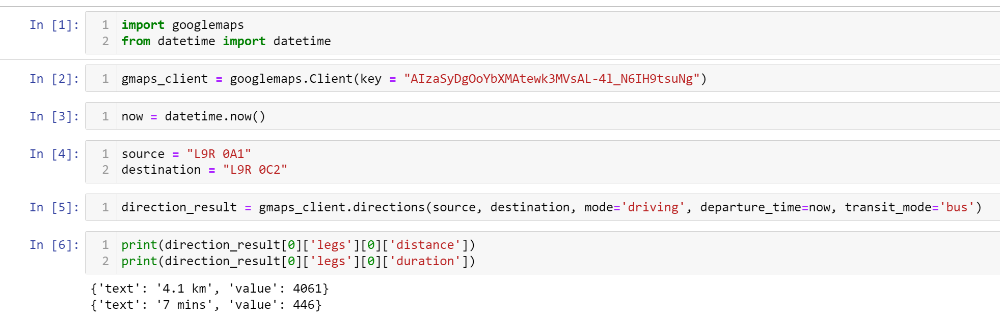 In [1]:
1 import googlemaps
2 from datetime import datetime
In [2]:
1 gmaps_client = googlemaps.Client(key = "AIzaSyDgOoYbXMAtewk3MVsAL-4l_N6IH9tsuNg")
In [3]:
1 now = datetime.now()
In [4]:
1 source = "L9R 0A1"
2 destination = "L9R 0C2"
In [5]:
1 direction_result = gmaps_client.directions(source, destination, mode='driving', departure_time=now, transit_mode='bus')
In [6]:
1 print(direction_result[0]['legs'][0]['distance'])
2 print(direction_result[0]['legs'][0]['duration'])
{'text': '4.1 km', 'value': 4061}
{'text': '7 mins', 'value': 446}